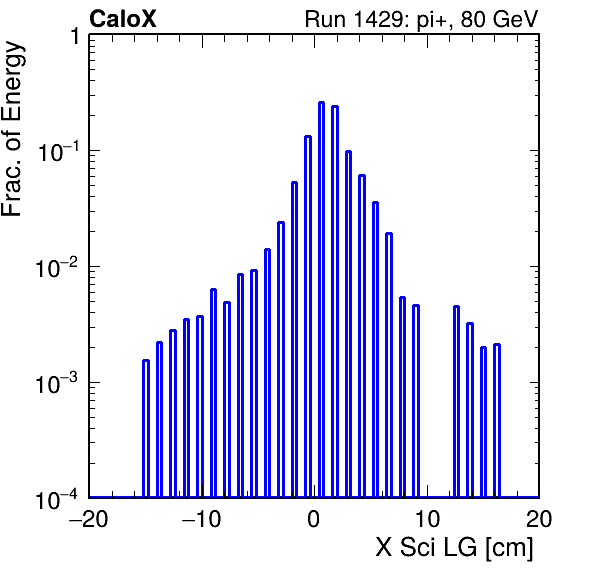 CaloX Run 1429: pi+, 80 GeV
Frac. of Energy
1
10⁻¹
10⁻²
10⁻³
10⁻⁴
−20 −10 0 10 20
X Sci LG [cm]